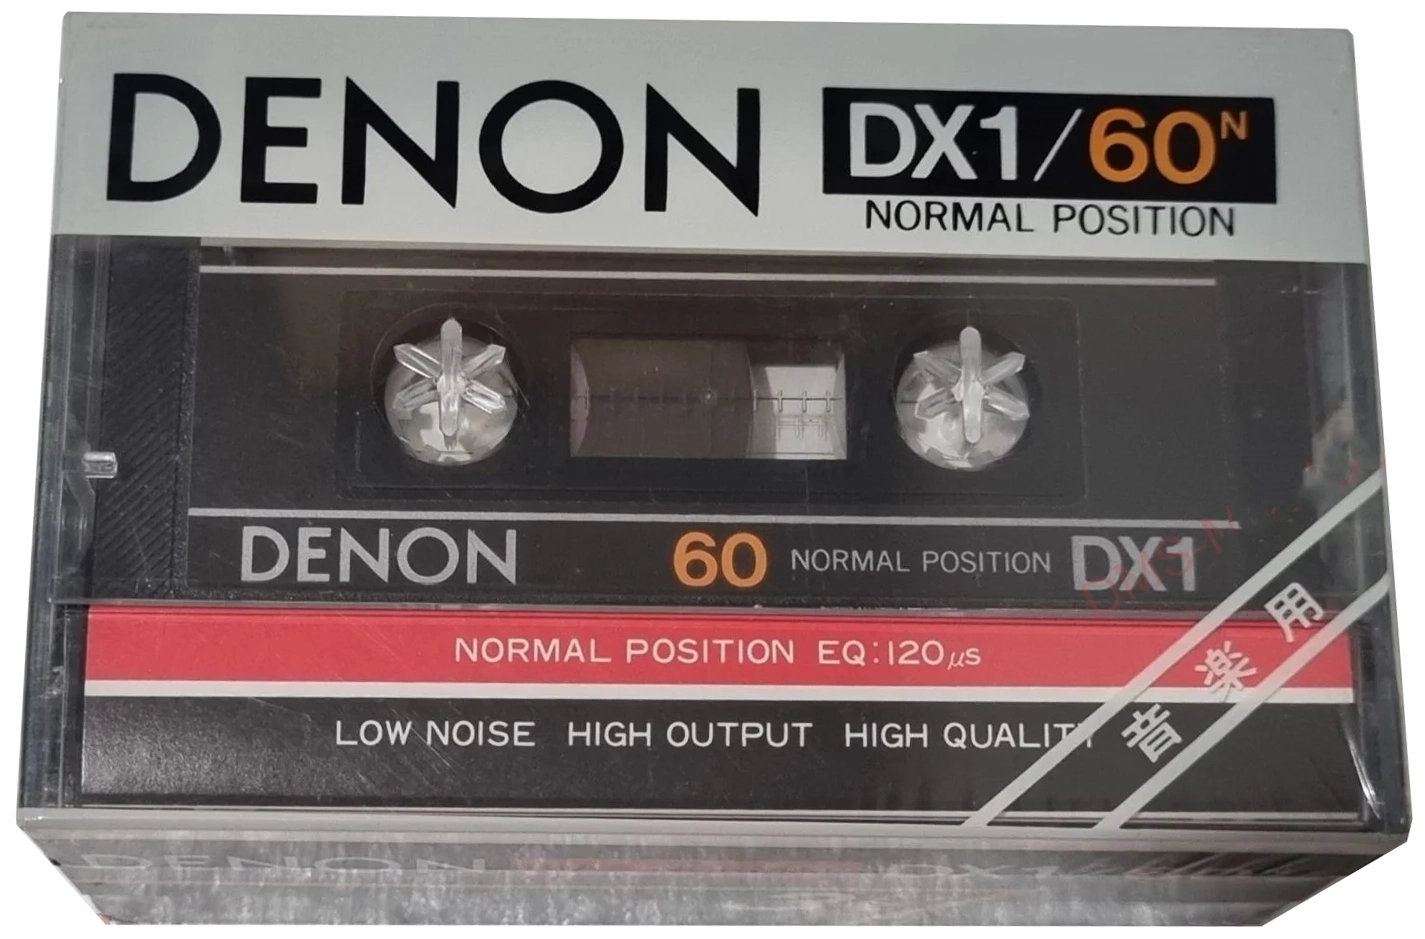 DENON DX1/60N
NORMAL POSITION
DENON 60 NORMAL POSITION DX1
NORMAL POSITION EQ:120μs
LOW NOISE HIGH OUTPUT HIGH QUALITY
音楽用
DENON